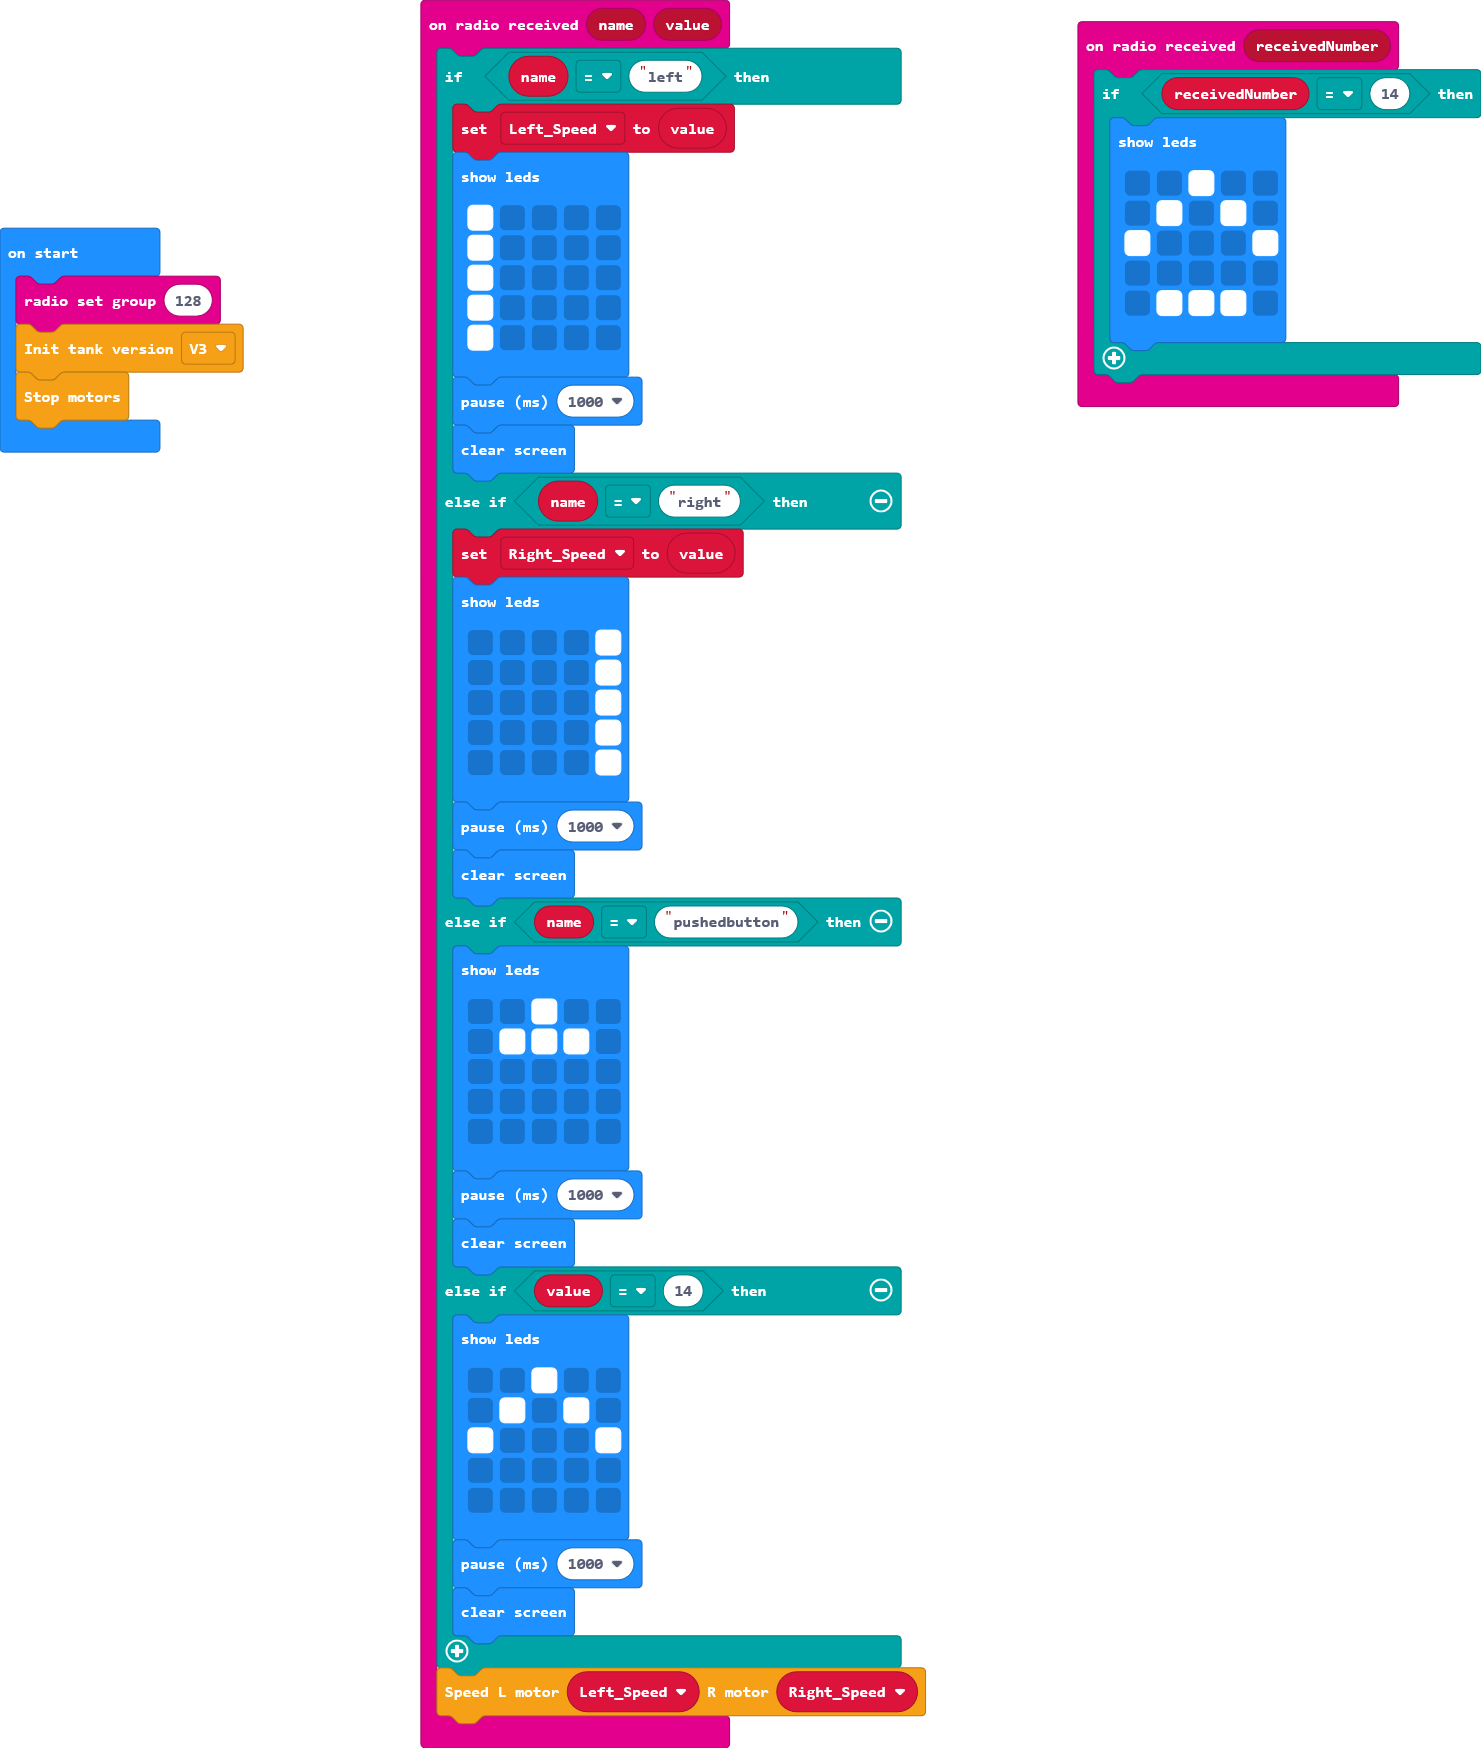 on start
radio set group 128
Init tank version V3
Stop motors
on radio received name value
if name = "left" then
set Left_Speed to value
show leds
pause (ms) 1000
clear screen
else if name = "right" then
set Right_Speed to value
show leds
pause (ms) 1000
clear screen
else if name = "pushedbutton" then
show leds
pause (ms) 1000
clear screen
else if value = 14 then
show leds
pause (ms) 1000
clear screen
Speed L motor Left_Speed R motor Right_Speed
on radio received receivedNumber
if receivedNumber = 14 then
show leds